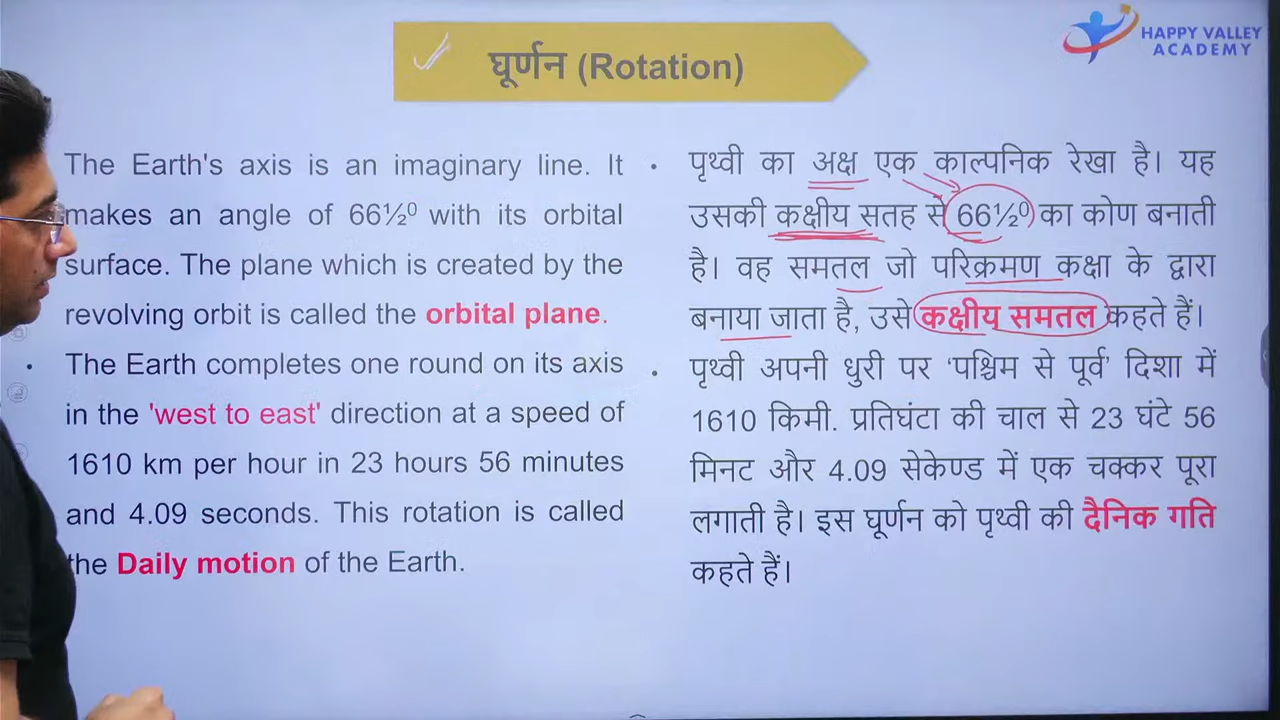 घूर्णन (Rotation)
HAPPY VALLEY
ACADEMY
The Earth's axis is an imaginary line. It
makes an angle of 66½⁰ with its orbital
surface. The plane which is created by the
revolving orbit is called the orbital plane.
• The Earth completes one round on its axis
in the 'west to east' direction at a speed of
1610 km per hour in 23 hours 56 minutes
and 4.09 seconds. This rotation is called
the Daily motion of the Earth.
• पृथ्वी का अक्ष एक काल्पनिक रेखा है। यह
उसकी कक्षीय सतह से 66½⁰ का कोण बनाती
है। वह समतल जो परिक्रमण कक्षा के द्वारा
बनाया जाता है, उसे कक्षीय समतल कहते हैं।
• पृथ्वी अपनी धुरी पर 'पश्चिम से पूर्व' दिशा में
1610 किमी. प्रतिघंटा की चाल से 23 घंटे 56
मिनट और 4.09 सेकेण्ड में एक चक्कर पूरा
लगाती है। इस घूर्णन को पृथ्वी की दैनिक गति
कहते हैं।